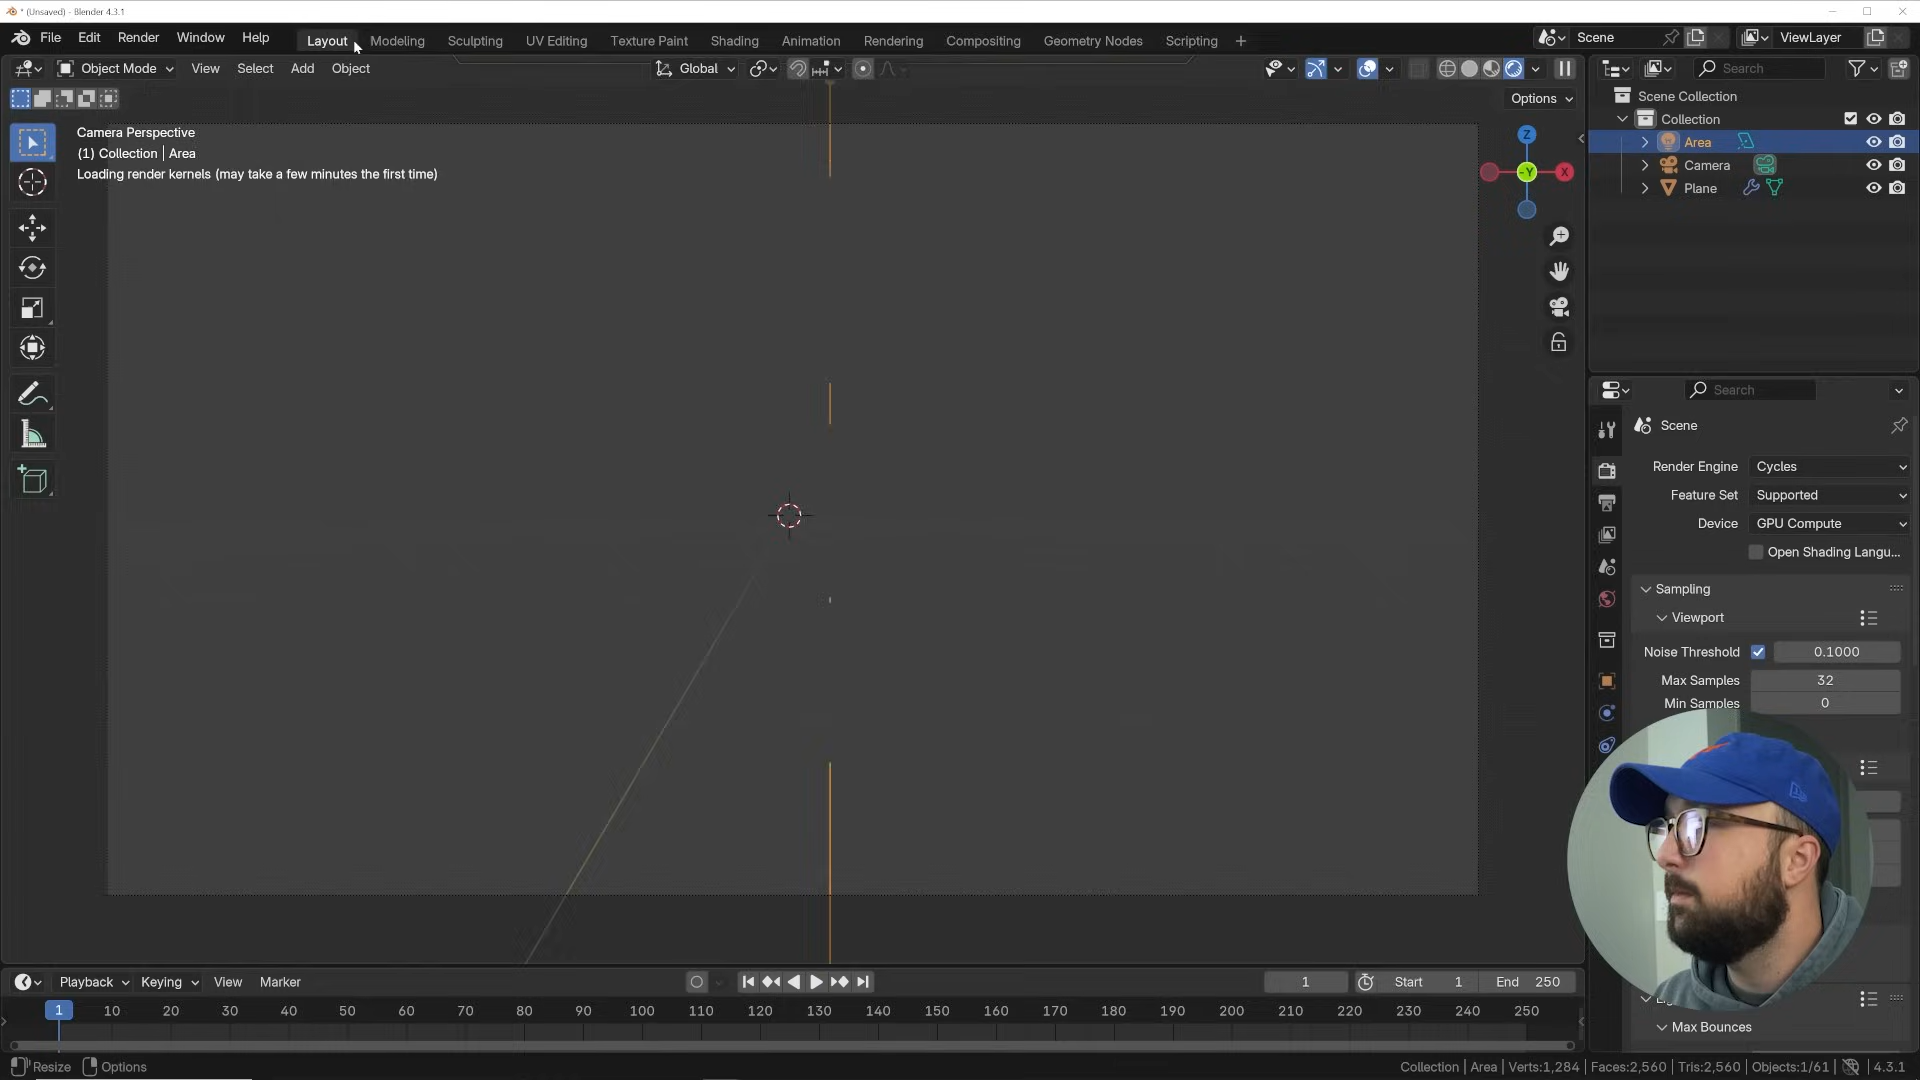 * (Unsaved) - Blender 4.3.1
File Edit Render Window Help Layout Modeling Sculpting UV Editing Texture Paint Shading Animation Rendering Compositing Geometry Nodes Scripting + Scene ViewLayer
Object Mode View Select Add Object Global Search
Options
Scene Collection
Collection
Area
Camera
Plane
Camera Perspective
(1) Collection | Area
Loading render kernels (may take a few minutes the first time)
Z
-Y
X
Search
Scene
Render Engine Cycles
Feature Set Supported
Device GPU Compute
Open Shading Langu...
Sampling
Viewport
Noise Threshold 0.1000
Max Samples 32
Min Samples 0
Max Bounces
Playback Keying View Marker 1 Start 1 End 250
1 10 20 30 40 50 60 70 80 90 100 110 120 130 140 150 160 170 180 190 200 210 220 230 240 250
Resize Options Collection | Area | Verts:1,284 | Faces:2,560 | Tris:2,560 | Objects:1/61 | 4.3.1